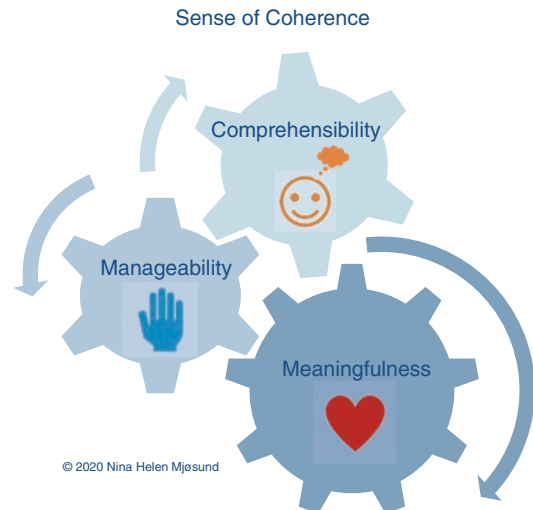 Sense of Coherence
Comprehensibility
Manageability
Meaningfulness
© 2020 Nina Helen Mjøsund